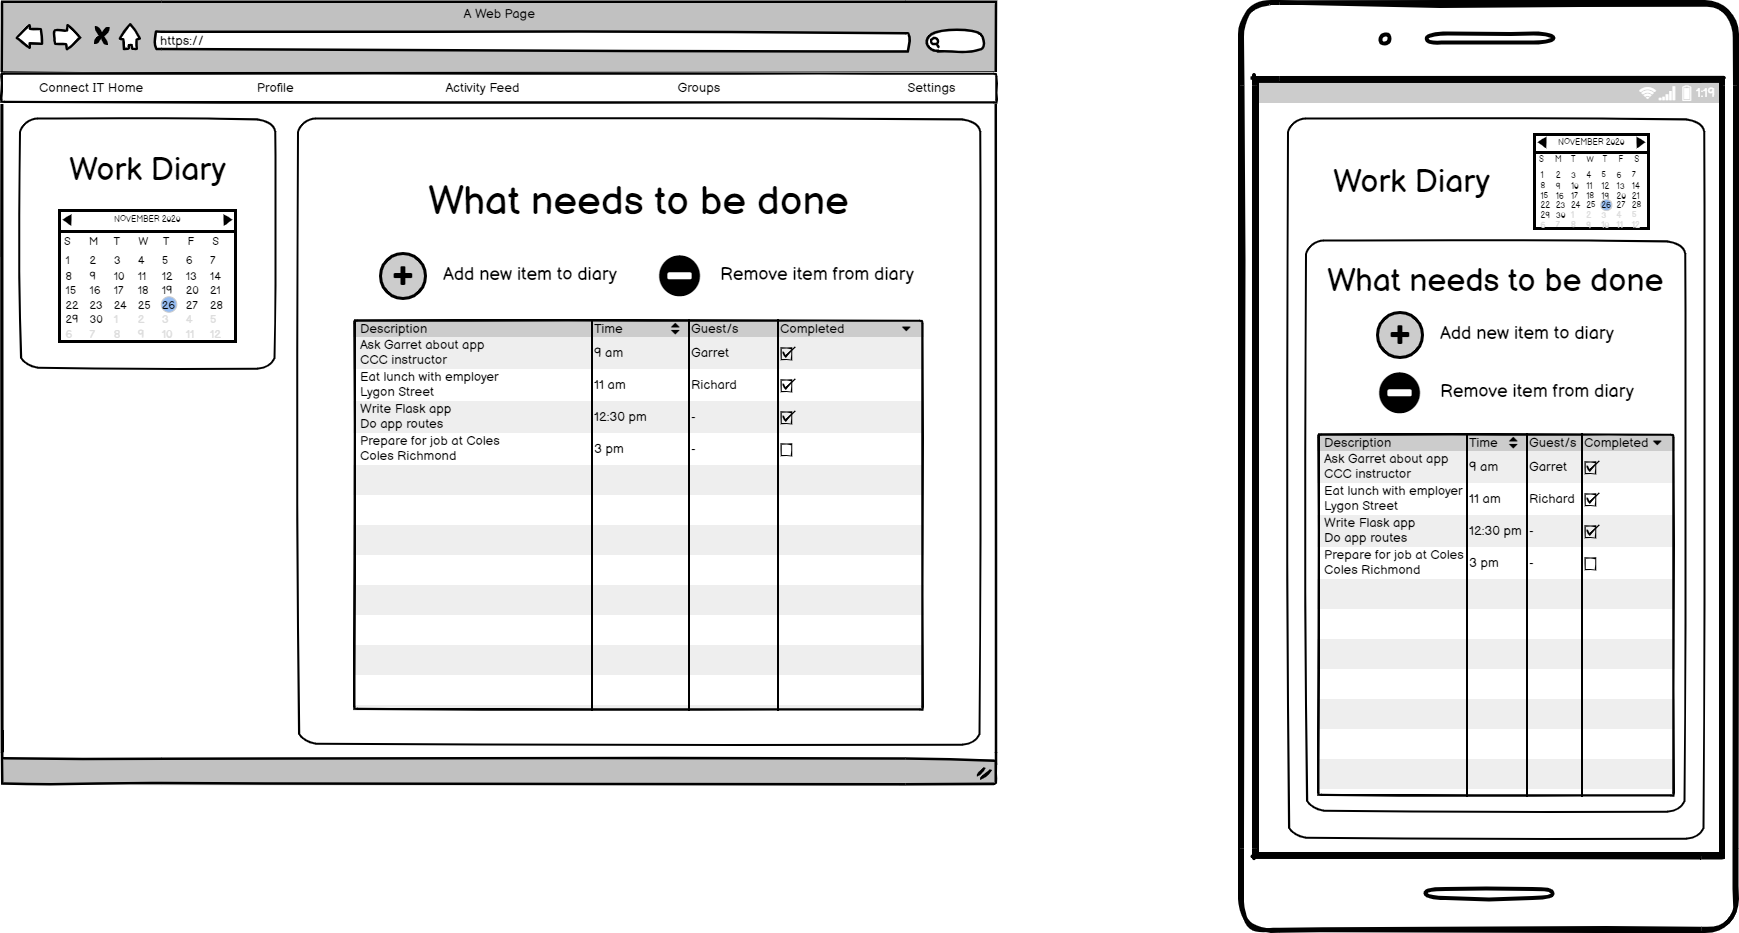 A Web Page
https://
Connect IT Home Profile Activity Feed Groups Settings
Work Diary
NOVEMBER 2020
S M T W T F S
1 2 3 4 5 6 7
8 9 10 11 12 13 14
15 16 17 18 19 20 21
22 23 24 25 26 27 28
29 30 1 2 3 4 5
6 7 8 9 10 11 12
What needs to be done
Add new item to diary Remove item from diary
Description Time Guest/s Completed
Ask Garret about app
CCC instructor 9 am Garret
Eat lunch with employer
Lygon Street 11 am Richard
Write Flask app
Do app routes 12:30 pm -
Prepare for job at Coles
Coles Richmond 3 pm -
1:19
Work Diary
NOVEMBER 2020
S M T W T F S
1 2 3 4 5 6 7
8 9 10 11 12 13 14
15 16 17 18 19 20 21
22 23 24 25 26 27 28
29 30 1 2 3 4 5
6 7 8 9 10 11 12
What needs to be done
Add new item to diary
Remove item from diary
Description Time Guest/s Completed
Ask Garret about app
CCC instructor 9 am Garret
Eat lunch with employer
Lygon Street 11 am Richard
Write Flask app
Do app routes 12:30 pm -
Prepare for job at Coles
Coles Richmond 3 pm -